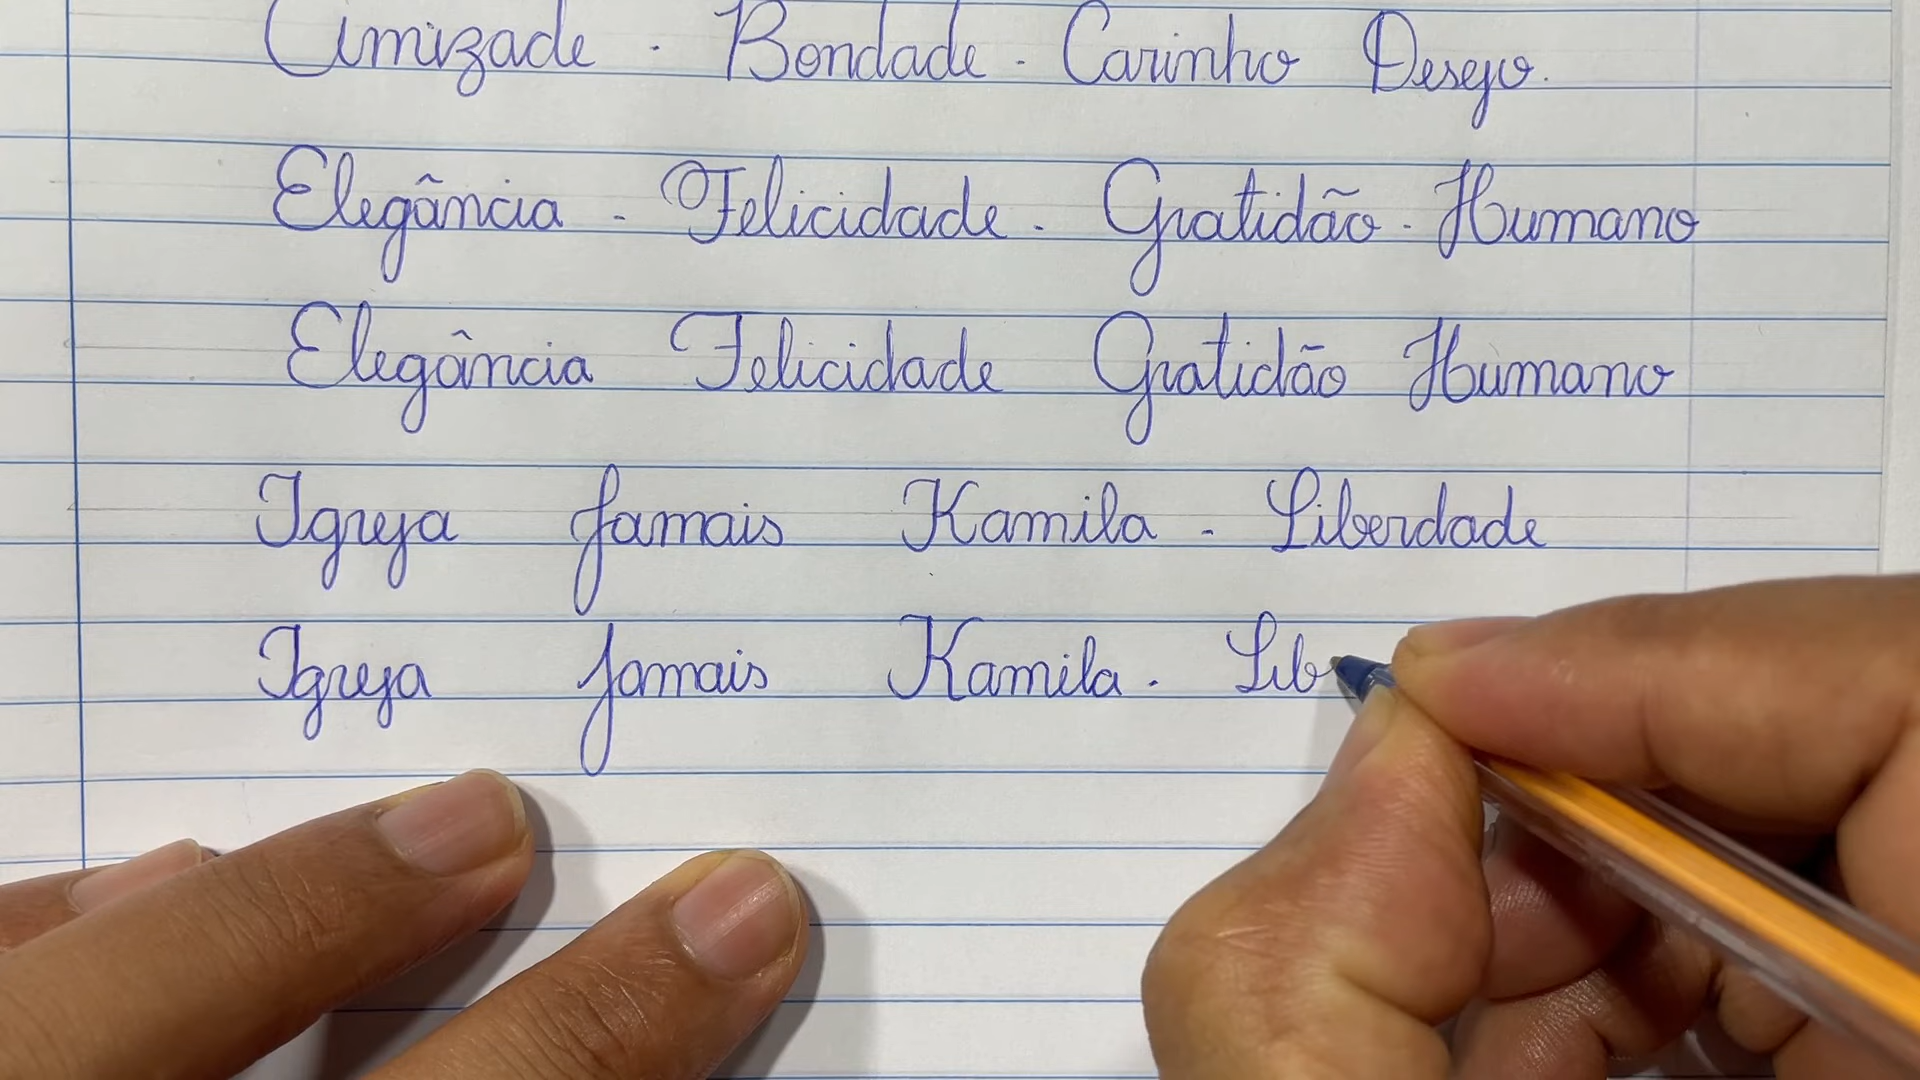 Amizade . Bondade . Carinho Desejo.
Elegância - Felicidade . Gratidão . Humano
Elegância Felicidade Gratidão Humano
Igreja Jamais Kamila - Liberdade
Igreja Jamais Kamila . Lib